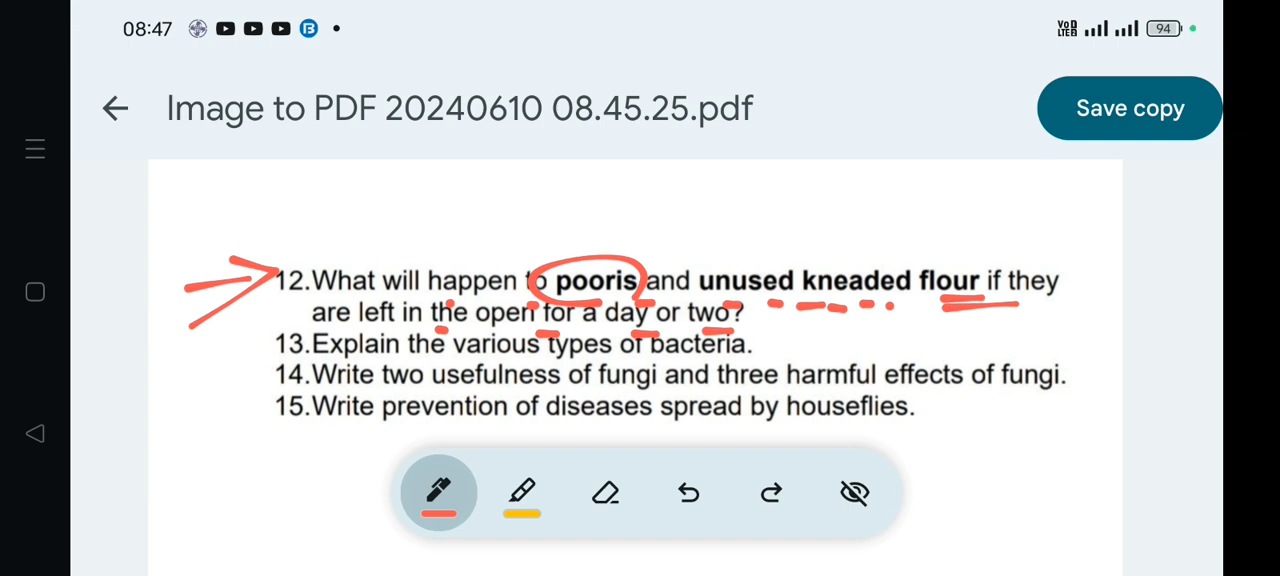 08:47
VoD LTE2 94
Image to PDF 20240610 08.45.25.pdf
Save copy
12.What will happen to pooris and unused kneaded flour if they
are left in the open for a day or two?
13.Explain the various types of bacteria.
14.Write two usefulness of fungi and three harmful effects of fungi.
15.Write prevention of diseases spread by houseflies.